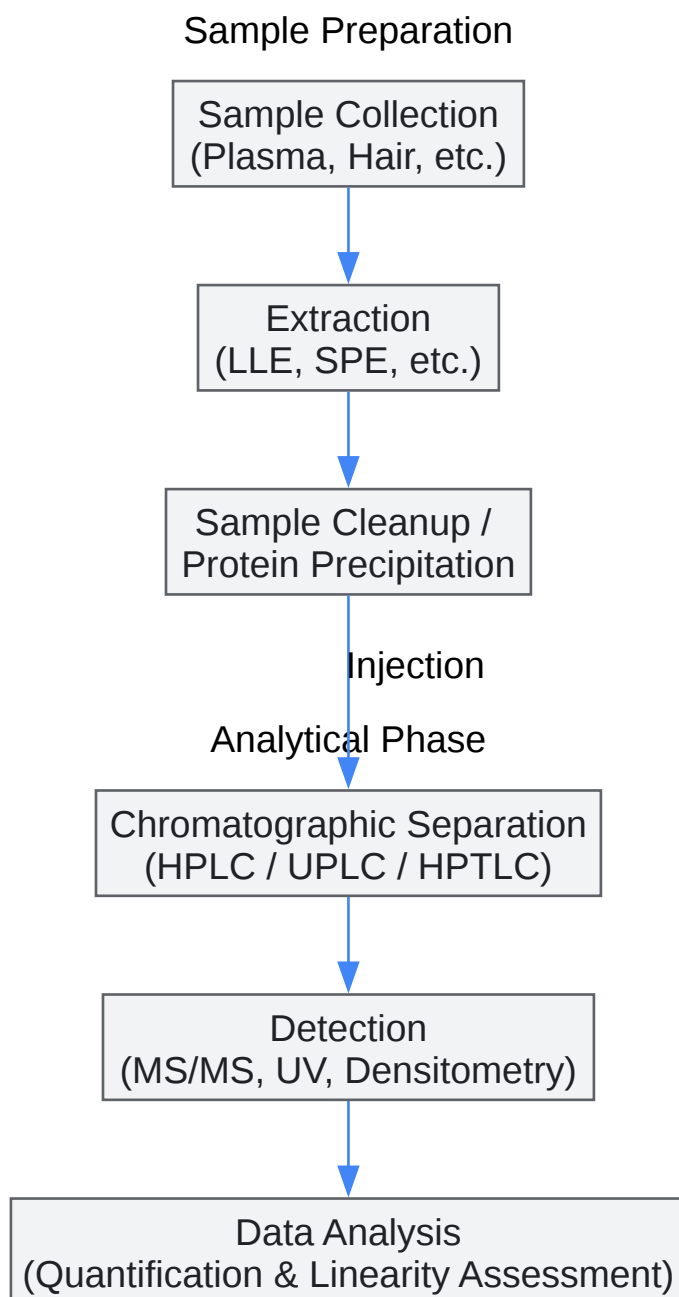 Sample Preparation
Sample Collection
(Plasma, Hair, etc.)
Extraction
(LLE, SPE, etc.)
Sample Cleanup /
Protein Precipitation
Injection
Analytical Phase
Chromatographic Separation
(HPLC / UPLC / HPTLC)
Detection
(MS/MS, UV, Densitometry)
Data Analysis
(Quantification & Linearity Assessment)